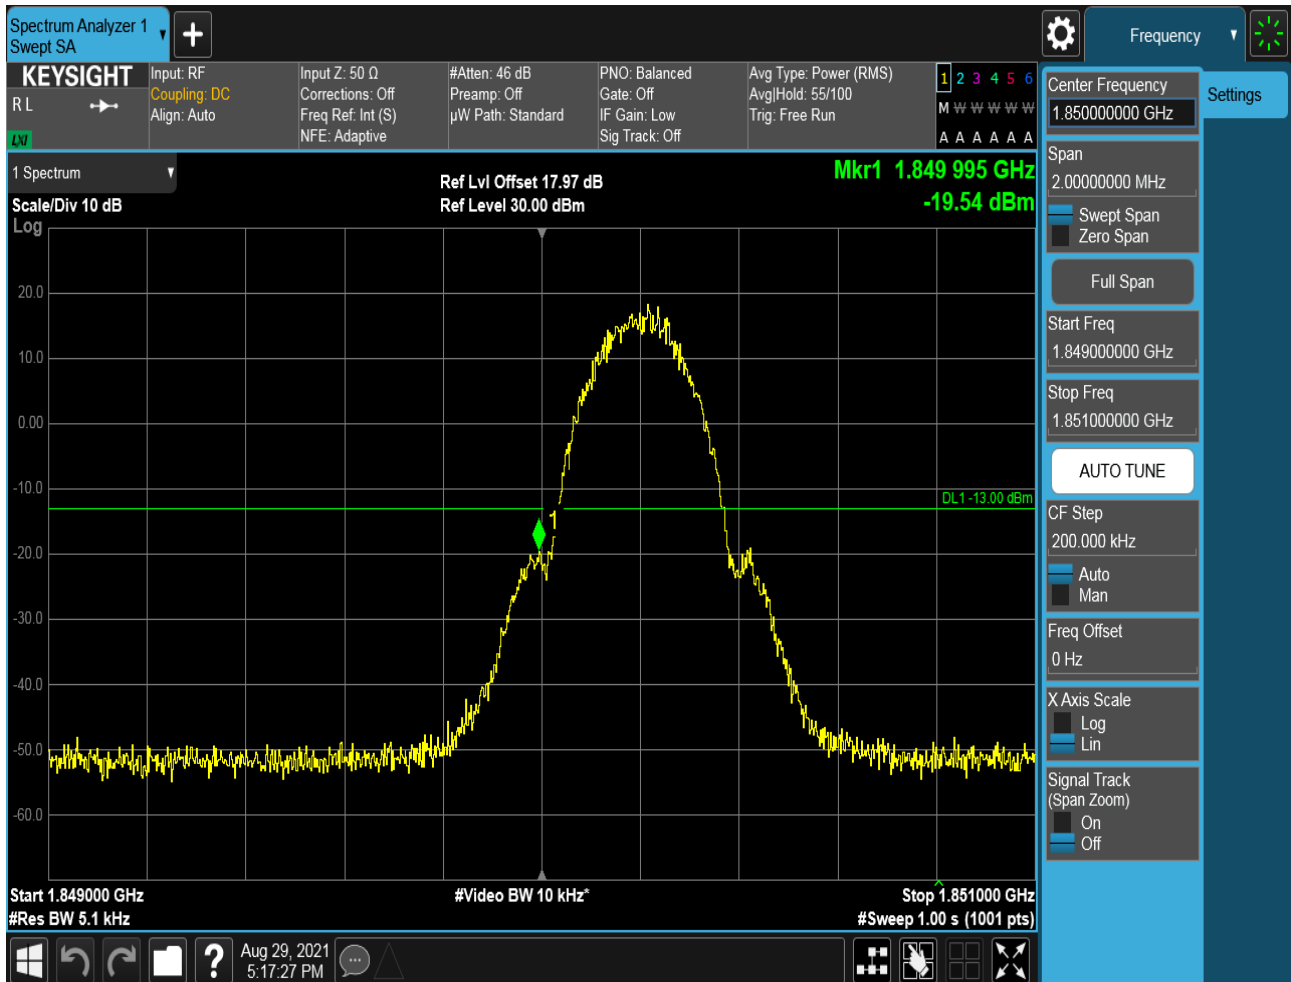 Spectrum Analyzer 1
Swept SA
Frequency
KEYSIGHT
R L
LXI
Input: RF
Coupling: DC
Align: Auto
Input Z: 50 Ω
Corrections: Off
Freq Ref: Int (S)
NFE: Adaptive
#Atten: 46 dB
Preamp: Off
µW Path: Standard
PNO: Balanced
Gate: Off
IF Gain: Low
Sig Track: Off
Avg Type: Power (RMS)
Avg|Hold: 55/100
Trig: Free Run
1 2 3 4 5 6
M W W W W W
A A A A A A
1 Spectrum
Scale/Div 10 dB
Log
Ref Lvl Offset 17.97 dB
Ref Level 30.00 dBm
Mkr1 1.849 995 GHz
-19.54 dBm
20.0
10.0
0.00
-10.0
-20.0
-30.0
-40.0
-50.0
-60.0
DL1 -13.00 dBm
1
Start 1.849000 GHz
#Res BW 5.1 kHz
#Video BW 10 kHz*
Stop 1.851000 GHz
#Sweep 1.00 s (1001 pts)
Center Frequency
1.850000000 GHz
Settings
Span
2.00000000 MHz
Swept Span
Zero Span
Full Span
Start Freq
1.849000000 GHz
Stop Freq
1.851000000 GHz
AUTO TUNE
CF Step
200.000 kHz
Auto
Man
Freq Offset
0 Hz
X Axis Scale
Log
Lin
Signal Track
(Span Zoom)
On
Off
?
Aug 29, 2021
5:17:27 PM